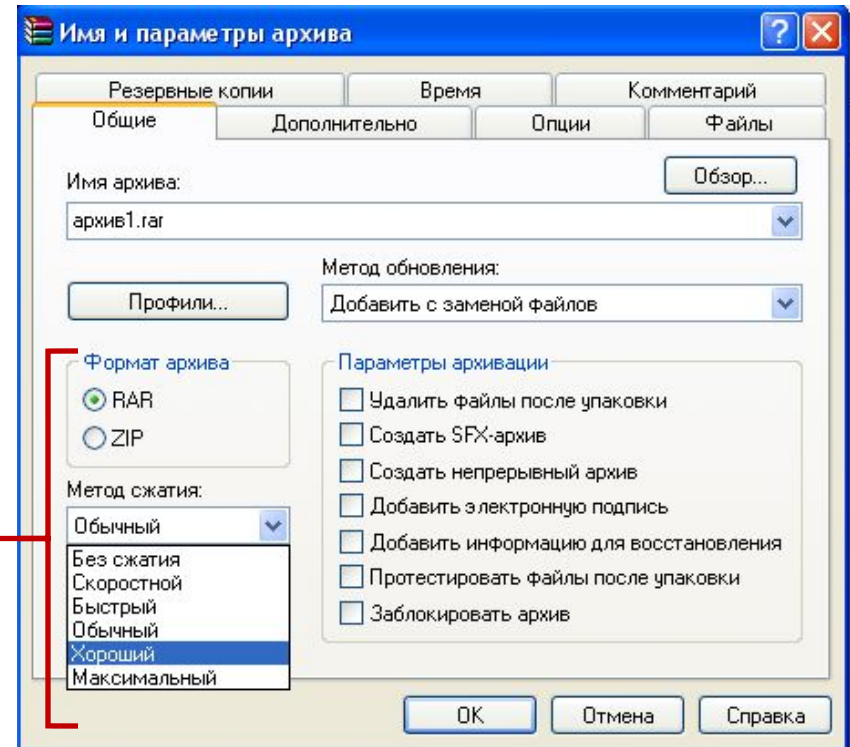 Имя и параметры архива
Резервные копии Время Комментарий
Общие Дополнительно Опции Файлы
Имя архива: Обзор...
архив1.rar
Метод обновления:
Профили... Добавить с заменой файлов
Формат архива Параметры архивации
RAR Удалить файлы после упаковки
ZIP Создать SFX-архив
Создать непрерывный архив
Метод сжатия: Добавить электронную подпись
Обычный Добавить информацию для восстановления
Без сжатия Протестировать файлы после упаковки
Скоростной
Быстрый Заблокировать архив
Обычный
Хороший
Максимальный
OK Отмена Справка